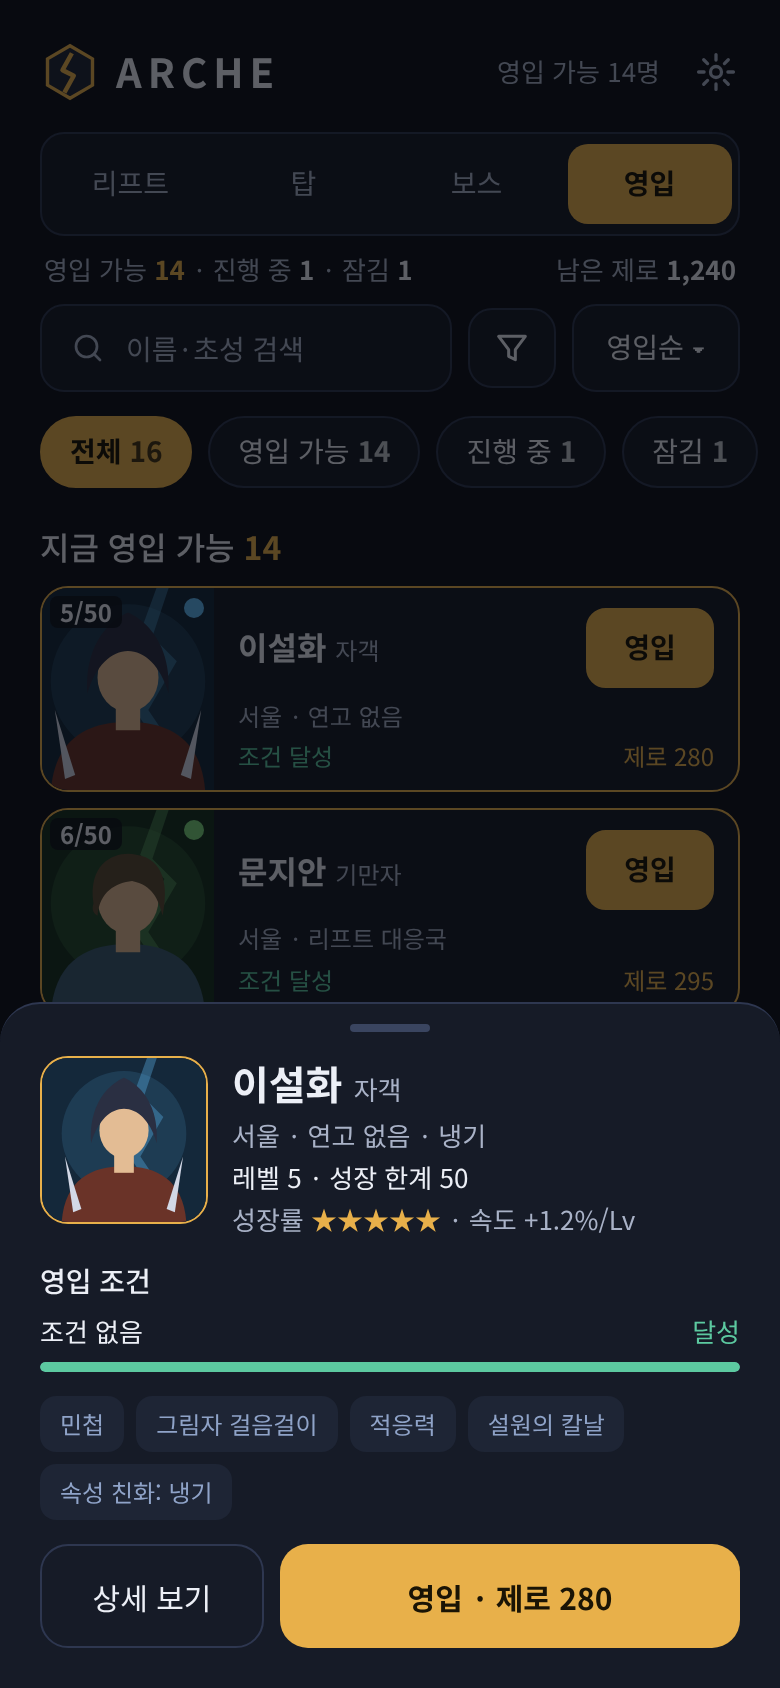 ARCHE 영입 가능 14명
리프트 탑 보스 영입
영입 가능 14 · 진행 중 1 · 잠김 1 남은 제로 1,240
이름·초성 검색 영입순
전체 16 영입 가능 14 진행 중 1 잠김 1
지금 영입 가능 14
5/50
이설화 자객 영입
서울 · 연고 없음
조건 달성 제로 280
6/50
문지안 기만자 영입
서울 · 리프트 대응국
조건 달성 제로 295
이설화 자객
서울 · 연고 없음 · 냉기
레벨 5 · 성장 한계 50
성장률 ★★★★★ · 속도 +1.2%/Lv
영입 조건
조건 없음 달성
민첩 그림자 걸음걸이 적응력 설원의 칼날
속성 친화: 냉기
상세 보기 영입 · 제로 280